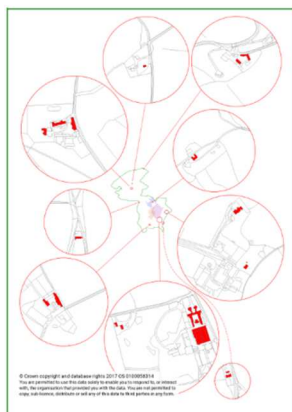 © Crown copyright and database rights 2017 OS 0100058314
You are permitted to use this data solely to enable you to respond to, or interact
with, the organisation that provided you with the data. You are not permitted to
copy, sub-licence, distribute or sell any of this data to third parties in any form.